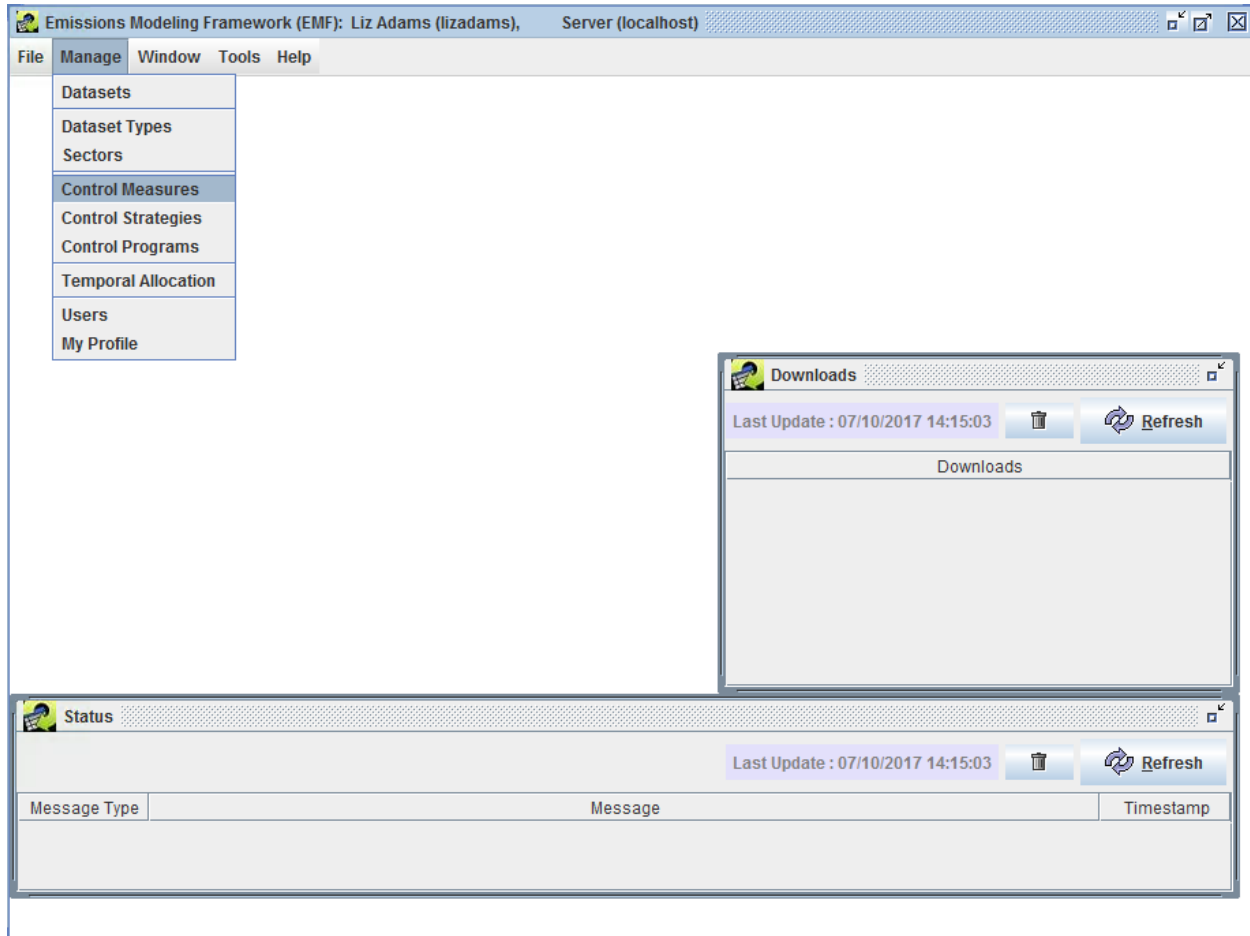 Emissions Modeling Framework (EMF): Liz Adams (lizadams), Server (localhost)
File Manage Window Tools Help
Datasets
Dataset Types
Sectors
Control Measures
Control Strategies
Control Programs
Temporal Allocation
Users
My Profile
Downloads
Last Update : 07/10/2017 14:15:03 Refresh
Downloads
Status
Last Update : 07/10/2017 14:15:03 Refresh
Message Type Message Timestamp